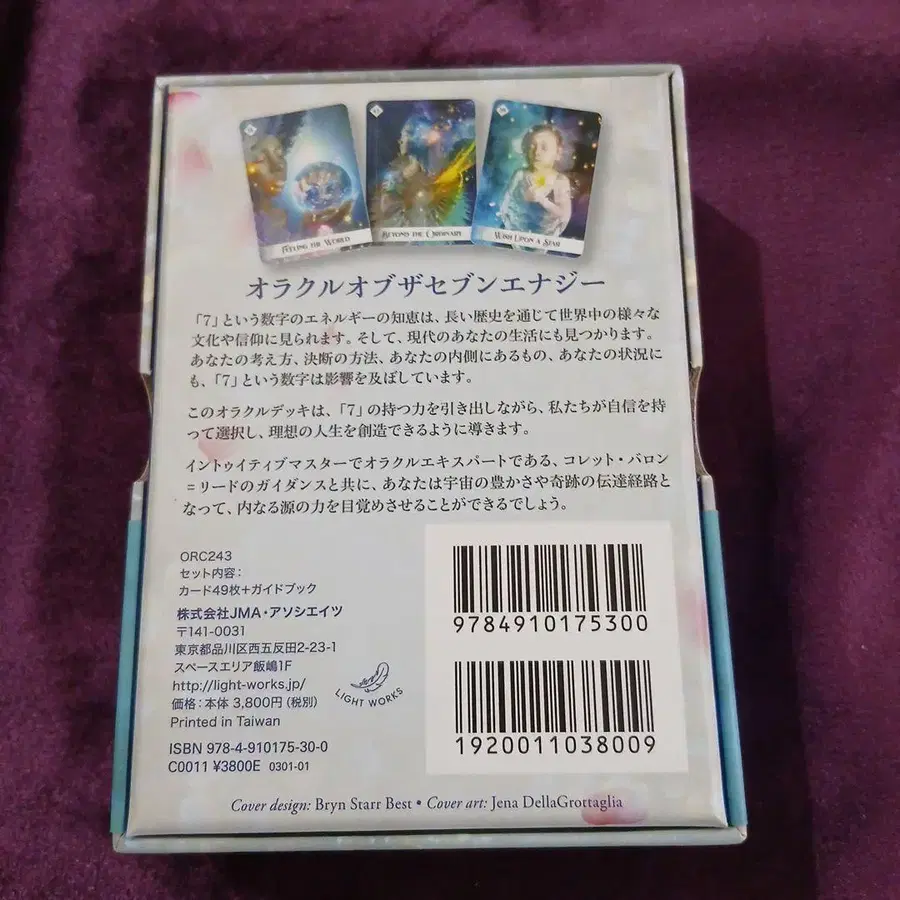 FEELING THE WORLD
BEYOND THE ORDINARY
WISH UPON A STAR
オラクルオブザセブンエナジー
「7」という数字のエネルギーの知恵は、長い歴史を通じて世界中の様々な
文化や信仰に見られます。そして、現代のあなたの生活にも見つかります。
あなたの考え方、決断の方法、あなたの内側にあるもの、あなたの状況に
も、「7」という数字は影響を及ぼしています。
このオラクルデッキは、「7」の持つ力を引き出しながら、私たちが自信を持
って選択し、理想の人生を創造できるように導きます。
イントゥイティブマスターでオラクルエキスパートである、コレット・バロン
=リードのガイダンスと共に、あなたは宇宙の豊かさや奇跡の伝達経路と
なって、内なる源の力を目覚めさせることができるでしょう。
ORC243
セット内容:
カード49枚+ガイドブック
株式会社JMA・アソシエイツ
〒141-0031
東京都品川区西五反田2-23-1
スペースエリア飯嶋1F
http://light-works.jp/
価格:本体 3,800円(税別)
Printed in Taiwan
LIGHT WORKS
ISBN 978-4-910175-30-0
C0011 ¥3800E 0301-01
9784910175300
1920011038009
Cover design: Bryn Starr Best • Cover art: Jena DellaGrottaglia